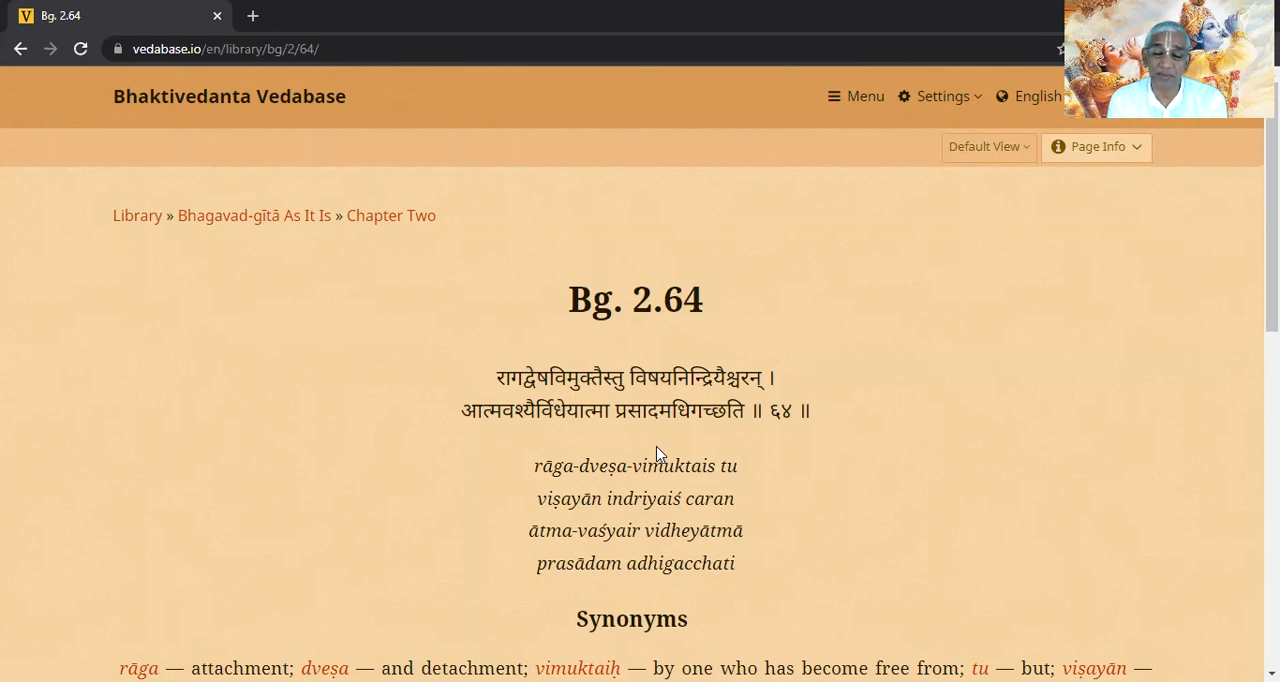 Bg. 2.64
vedabase.io/en/library/bg/2/64/
Bhaktivedanta Vedabase
Menu
Settings
English
Default View
Page Info
Library » Bhagavad-gītā As It Is » Chapter Two
Bg. 2.64
रागद्वेषविमुक्तैस्तु विषयनिन्द्रियैश्चरन् ।
आत्मवश्यैर्विधेयात्मा प्रसादमधिगच्छति ॥ ६४ ॥
rāga-dveṣa-vimuktais tu
viṣayān indriyaiś caran
ātma-vaśyair vidheyātmā
prasādam adhigacchati
Synonyms
rāga — attachment; dveṣa — and detachment; vimuktaiḥ — by one who has become free from; tu — but; viṣayān —